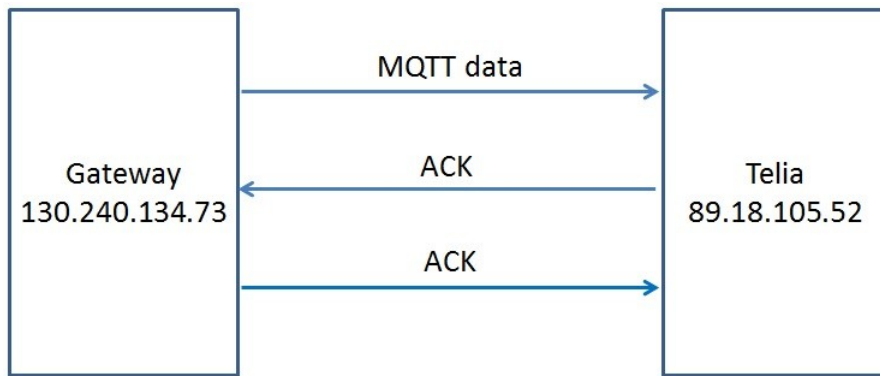 MQTT data
Gateway
130.240.134.73
ACK
Telia
89.18.105.52
ACK